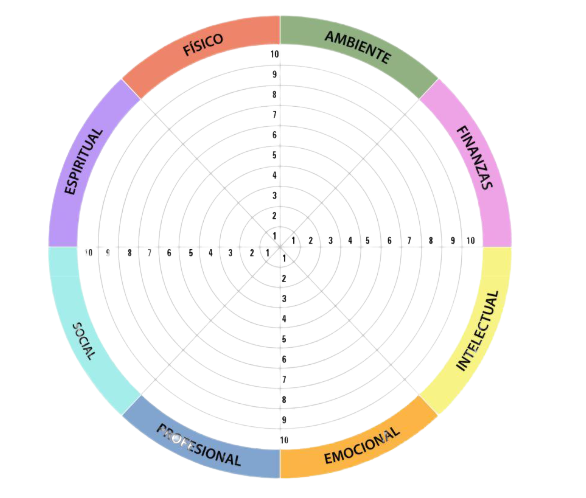 FÍSICO
AMBIENTE
FINANZAS
INTELECTUAL
EMOCIONAL
PROFESIONAL
SOCIAL
ESPIRITUAL
10
9
8
7
6
5
4
3
2
1
10 9 8 7 6 5 4 3 2 1
1 2 3 4 5 6 7 8 9 10
1
2
3
4
5
6
7
8
9
10